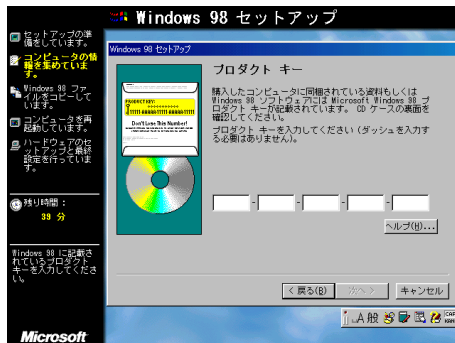 Windows 98 セットアップ
セットアップの準
備をしています。
コンピュータの情
報を集めていま
す。
Windows 98 ファ
イルをコピーして
います。
コンピュータを再
起動しています。
ハードウェアのセ
ットアップと最終
設定を行っていま
す。
残り時間:
39 分
Windows 98 に記載さ
れているプロダクト
キーを入力してくださ
い。
Microsoft
Windows 98 セットアップ
PRODUCT KEY:
11111-aaaaa-11111-aaaaa-11111
Don't Lose This Number!
プロダクト キー
購入したコンピュータに同梱されている資料もしくは
Windows 98 ソフトウェアには Microsoft Windows 98 プ
ロダクト キーが記載されています。 CD ケースの裏面を
確認してください。
プロダクト キーを入力してください (ダッシュを入力す
る必要はありません)。
- - - -
ヘルプ(H)...
< 戻る(B)
次へ >
キャンセル
A 般
CAP
KANA